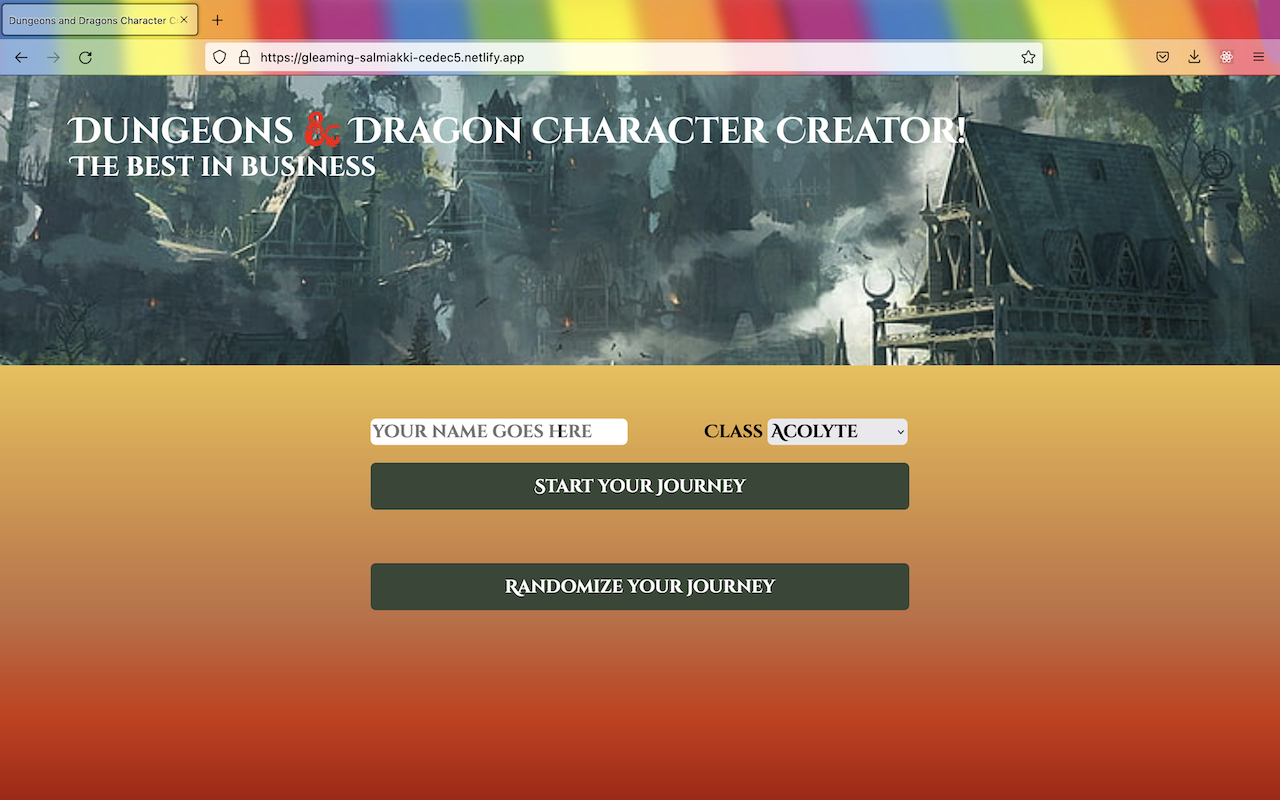 Dungeons and Dragons Character C
https://gleaming-salmiakki-cedec5.netlify.app
Dungeons & Dragon Character Creator!
The best in business
your name goes here
Class Acolyte
Start your journey
Randomize your journey